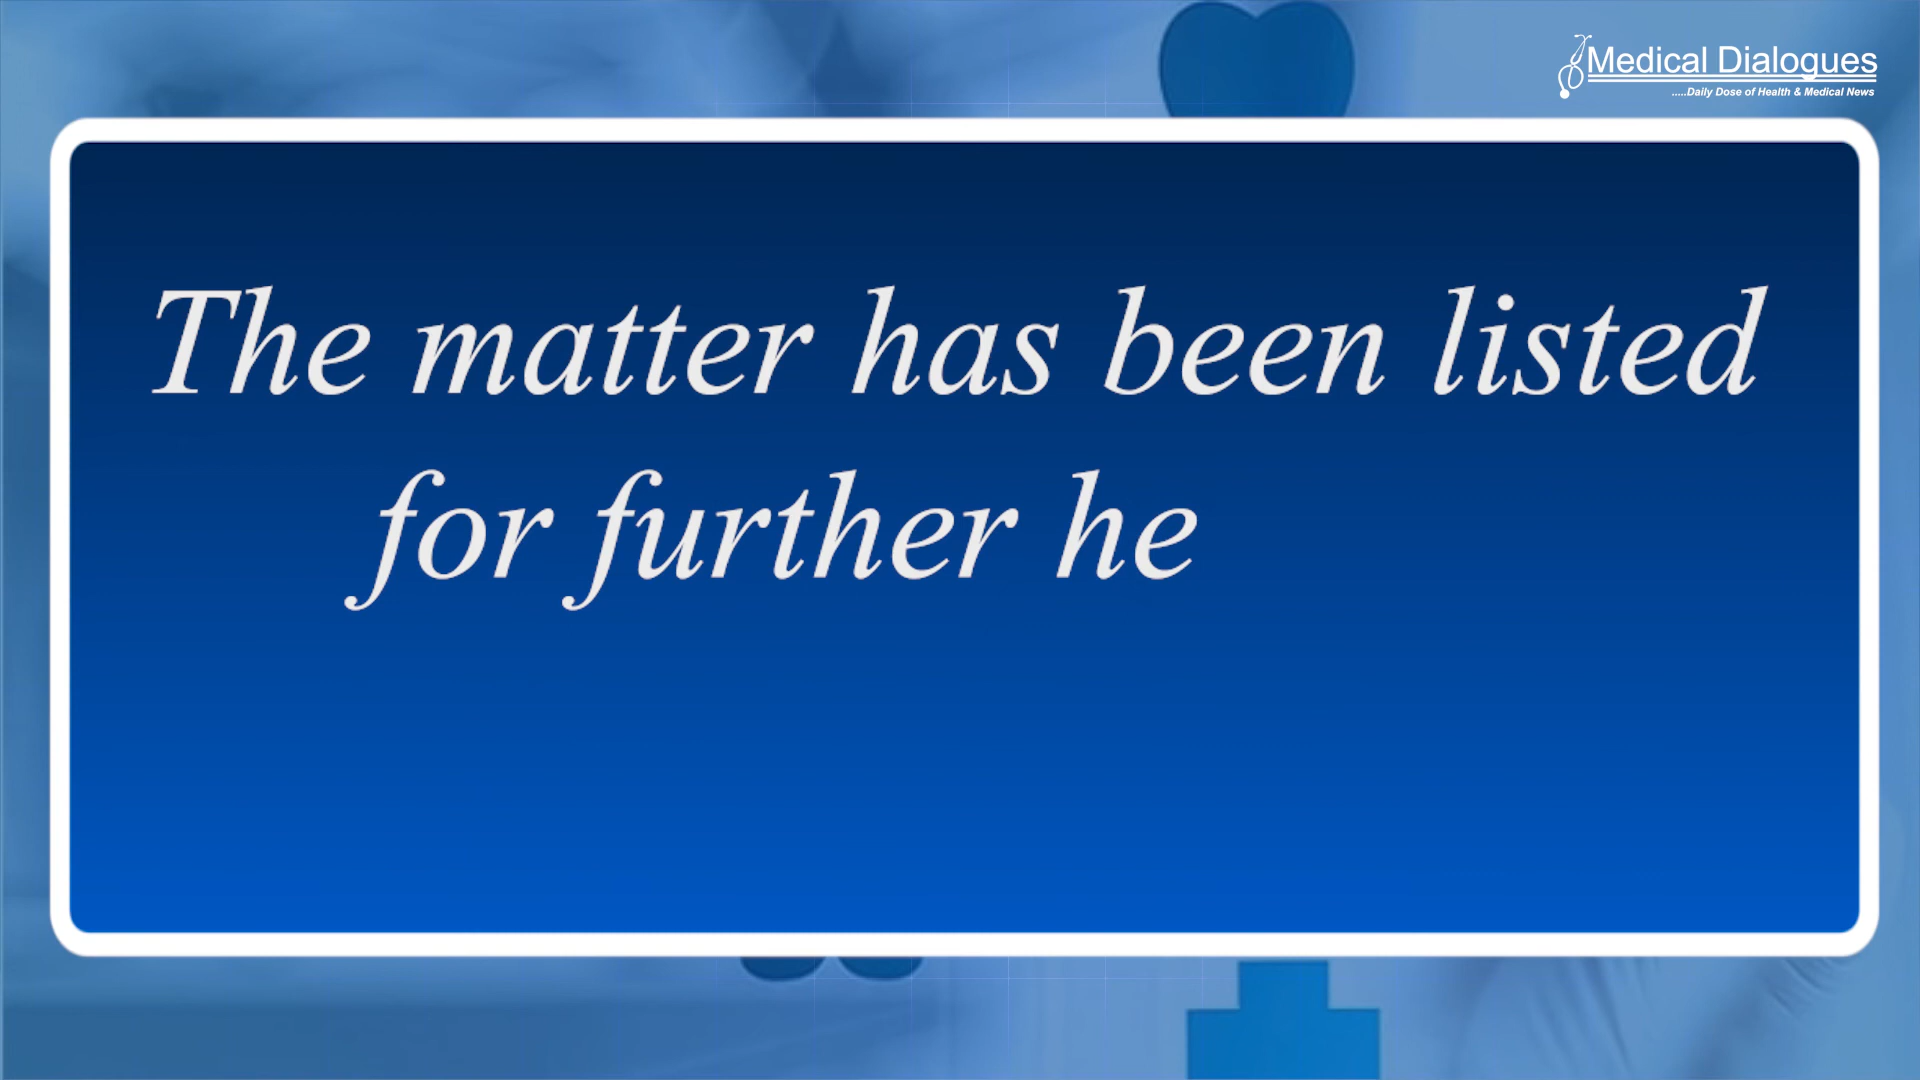 Medical Dialogues
.....Daily Dose of Health & Medical News
The matter has been listed
for further he